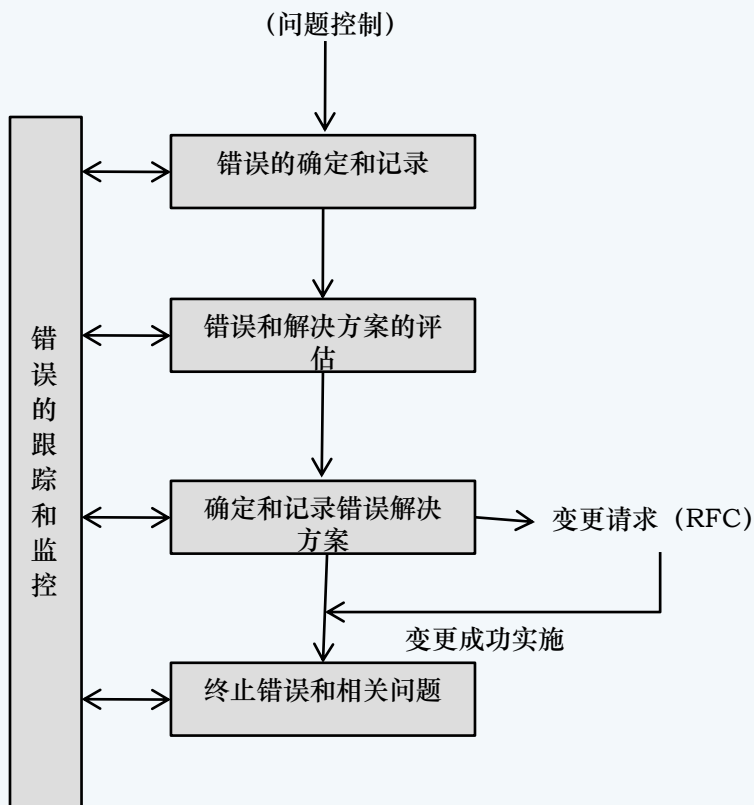 (问题控制)
错误的确定和记录
错误和解决方案的评
估
错误的跟踪和监控
确定和记录错误解决
方案
变更请求 (RFC)
变更成功实施
终止错误和相关问题